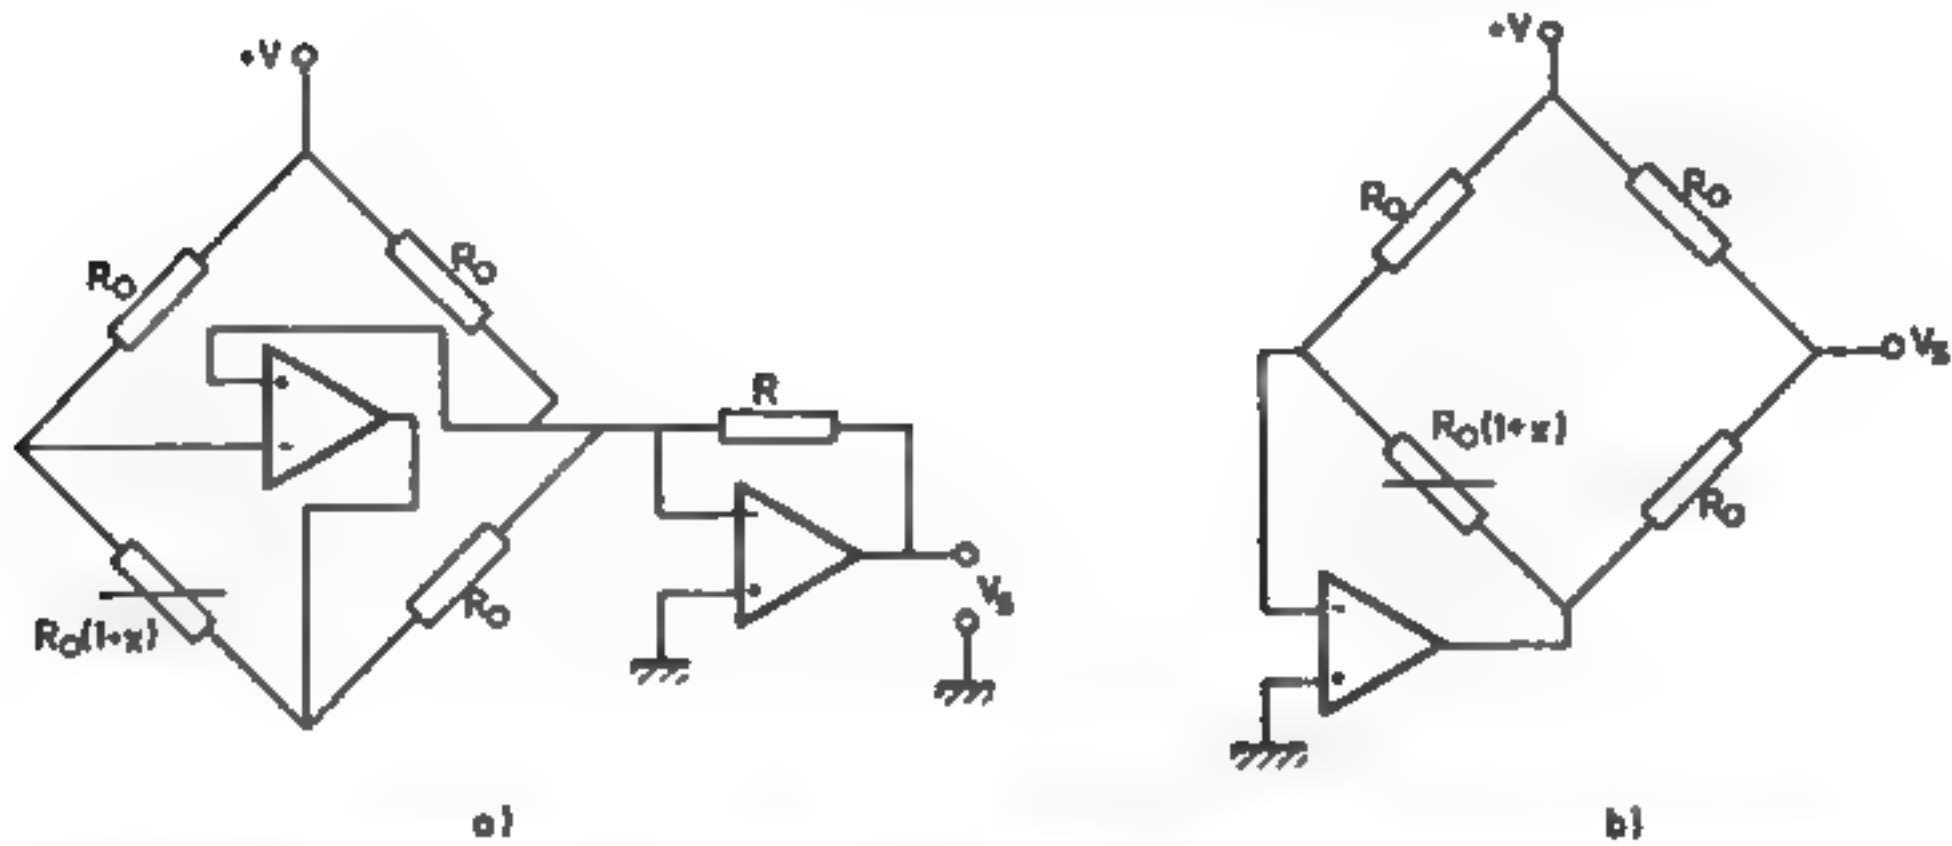 +V
R₀
R₀
+
-
R
R₀(1+x)
R₀
-
+
Vs
a)
+V
R₀
R₀
Vs
R₀(1+x)
R₀
-
+
b)